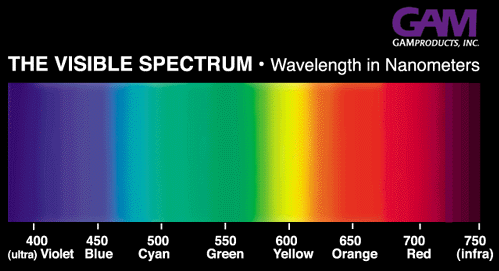 GAM
GAMPRODUCTS, INC.
THE VISIBLE SPECTRUM • Wavelength in Nanometers
400 450 500 550 600 650 700 750
(ultra) Violet Blue Cyan Green Yellow Orange Red (infra)